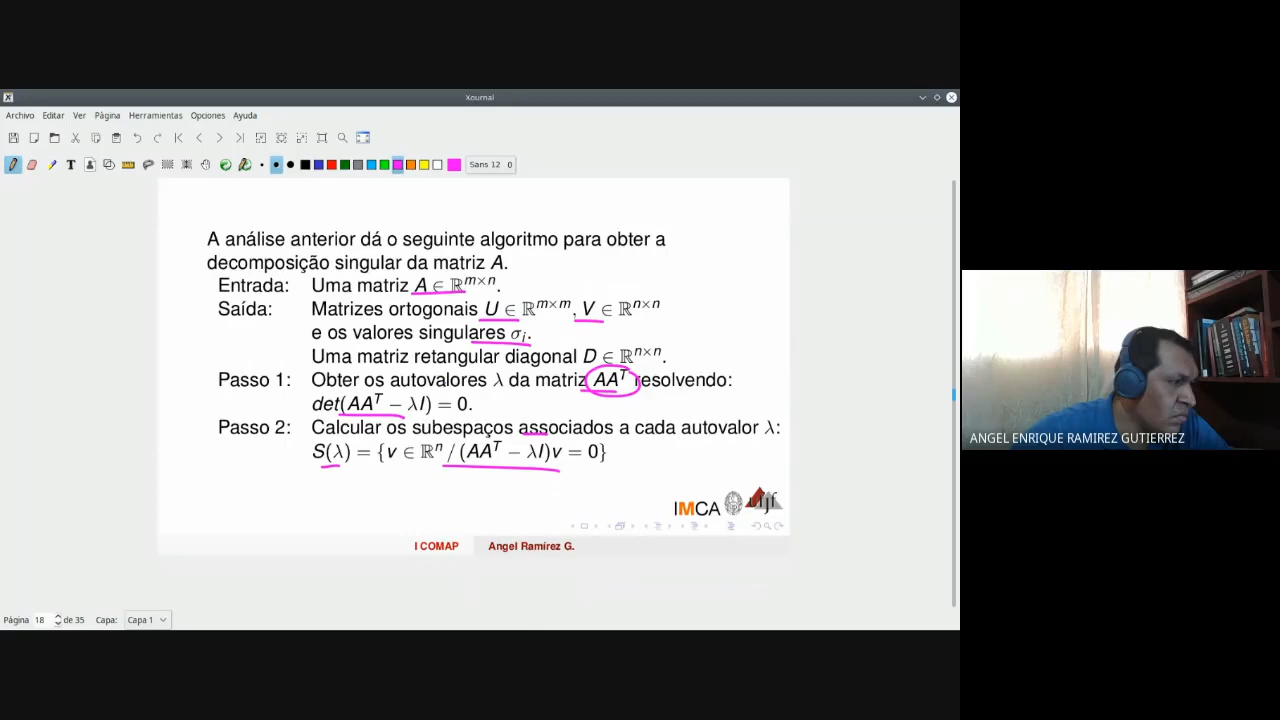 Xournal
Archivo Editar Ver Página Herramientas Opciones Ayuda
Sans 12
A análise anterior dá o seguinte algoritmo para obter a
decomposição singular da matriz A.
Entrada: Uma matriz A ∈ ℝ^{m×n}.
Saída: Matrizes ortogonais U ∈ ℝ^{m×m}, V ∈ ℝ^{n×n}
e os valores singulares σ_i.
Uma matriz retangular diagonal D ∈ ℝ^{n×n}.
Passo 1: Obter os autovalores λ da matriz AA^T resolvendo:
det(AA^T − λI) = 0.
Passo 2: Calcular os subespaços associados a cada autovalor λ:
S(λ) = {v ∈ ℝ^n / (AA^T − λI)v = 0}
IMCA ufjf
I COMAP Angel Ramírez G.
Página 18 de 35 Capa: Capa 1
ANGEL ENRIQUE RAMIREZ GUTIERREZ